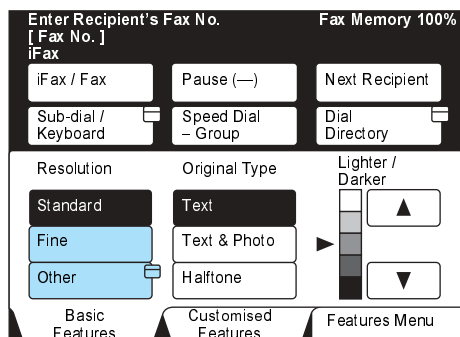 Enter Recipient's Fax No. Fax Memory 100%
[ Fax No. ]
iFax
iFax / Fax Pause (—) Next Recipient
Sub-dial / Speed Dial Dial
Keyboard – Group Directory
Resolution Original Type Lighter /
Darker
Standard Text
Fine Text & Photo
Other Halftone
Basic Customised Features Menu
Features Features